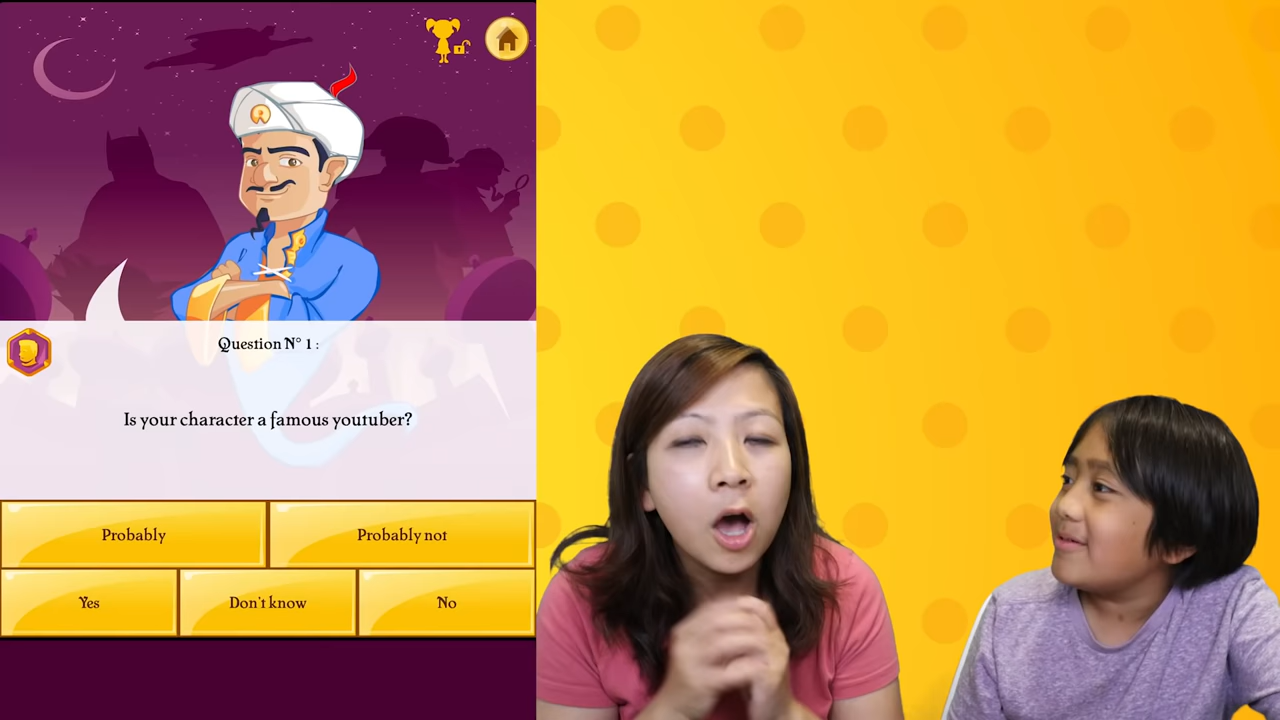 Question N° 1 :
Is your character a famous youtuber?
Probably
Probably not
Yes
Don't know
No